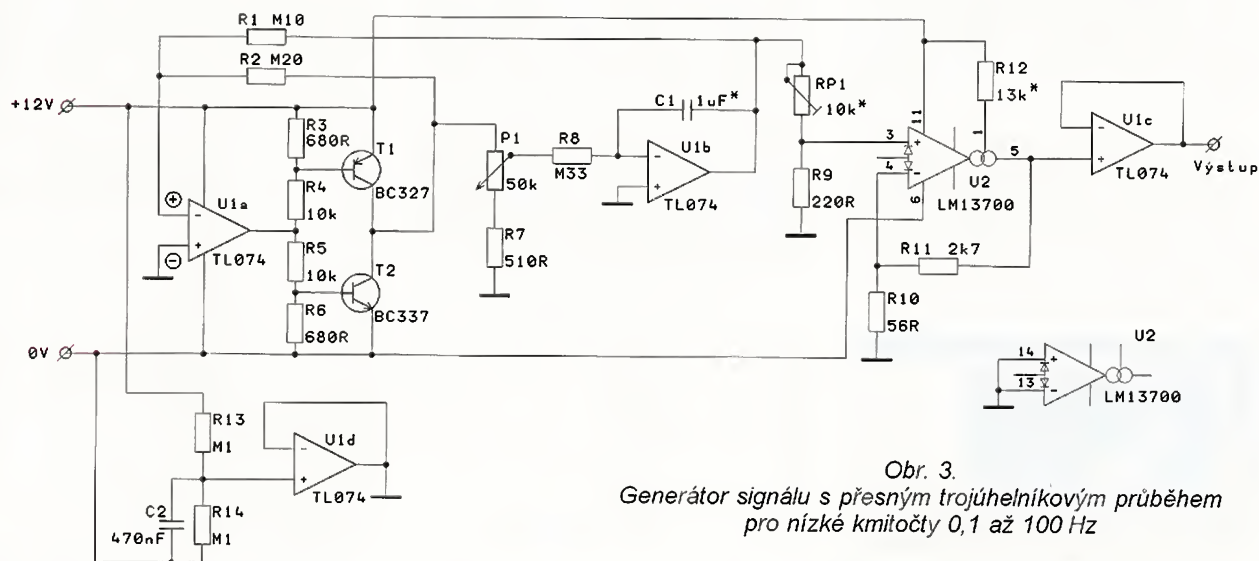 R1 M10
R2 M20
+12V
R3
680R
T1
BC327
R4
10k
U1a
TL074
R5
10k
T2
BC337
R6
680R
0V
P1
50k
R7
510R
R8
M33
C1 1uF*
U1b
TL074
RP1
10k*
R9
220R
R12
13k*
11
1
3
4
5
6
U2
LM13700
R11 2k7
R10
56R
U1c
TL074
Výstup
14
13
U2
LM13700
R13
M1
U1d
TL074
C2
470nF
R14
M1
Obr. 3.
Generátor signálu s přesným trojúhelníkovým průběhem
pro nízké kmitočty 0,1 až 100 Hz